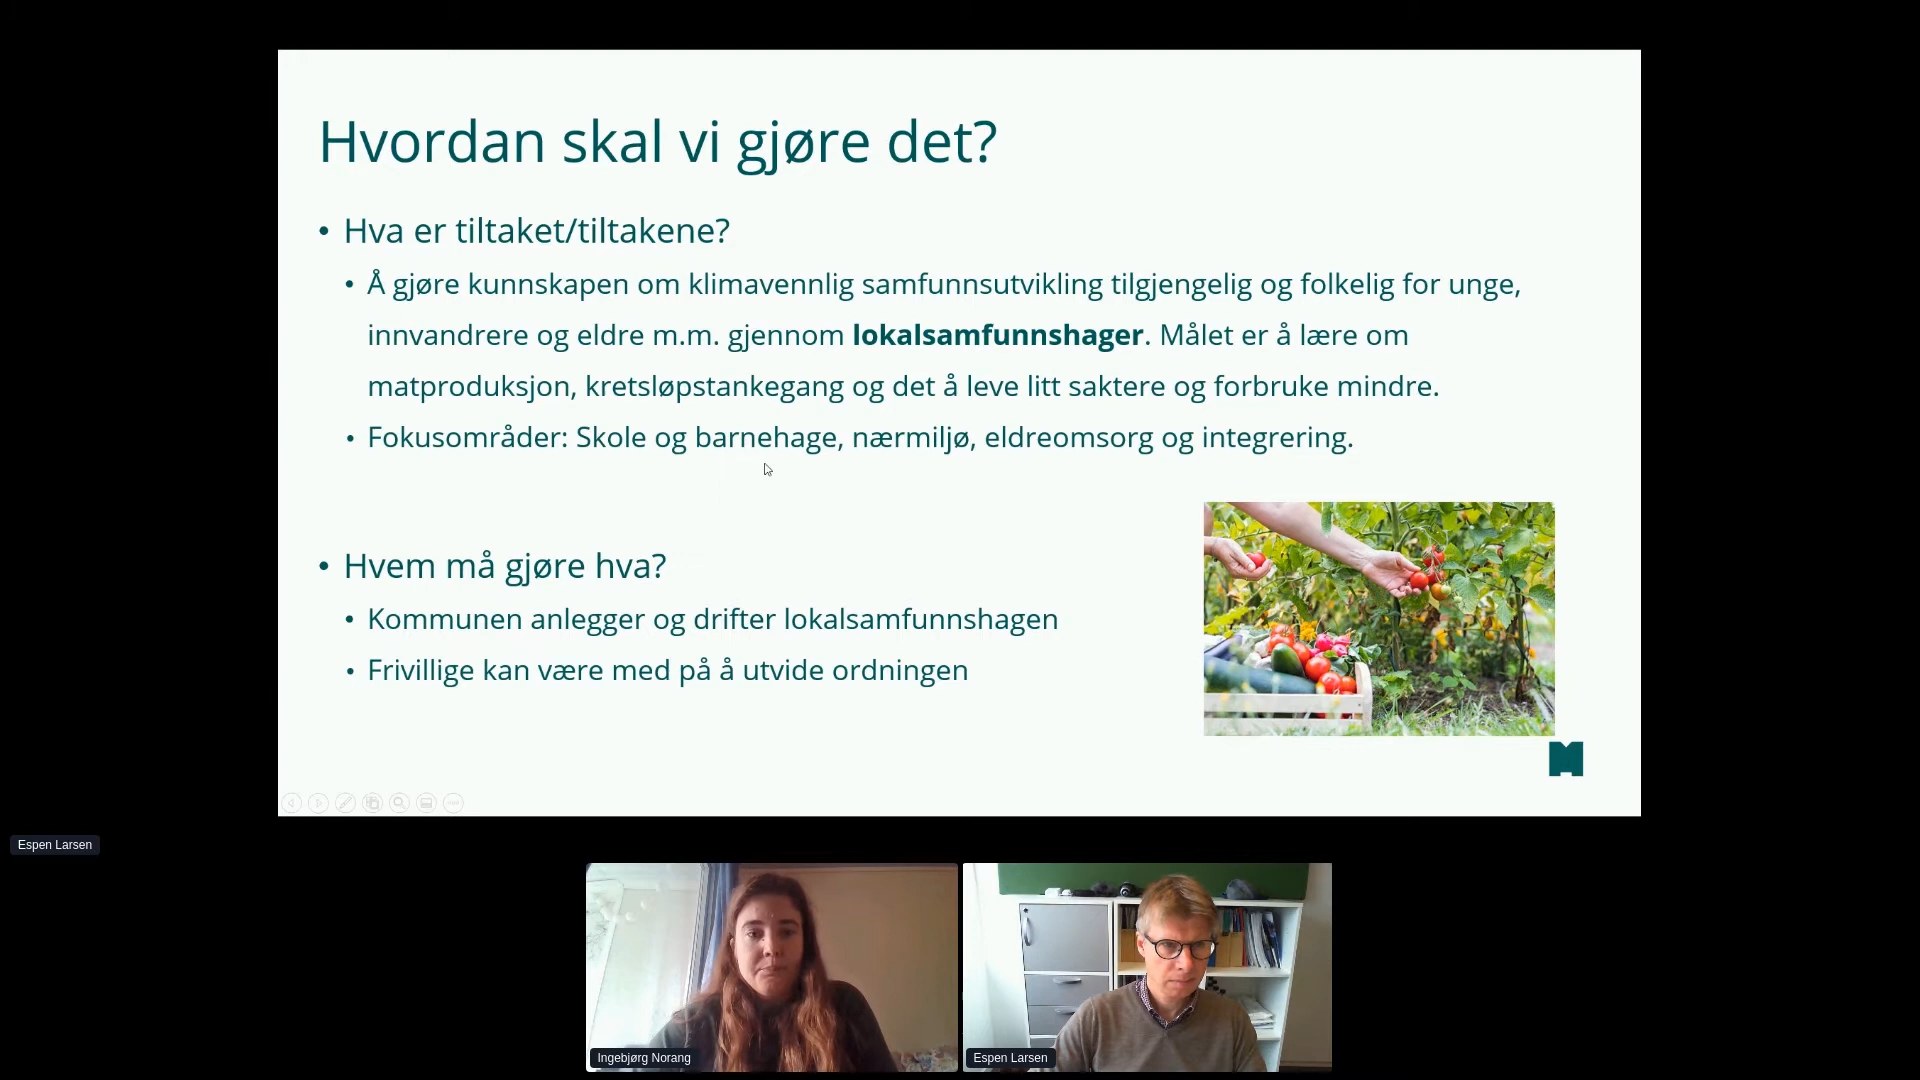 Hvordan skal vi gjøre det?
• Hva er tiltaket/tiltakene?
• Å gjøre kunnskapen om klimavennlig samfunnsutvikling tilgjengelig og folkelig for unge,
innvandrere og eldre m.m. gjennom lokalsamfunnshager. Målet er å lære om
matproduksjon, kretsløpstankegang og det å leve litt saktere og forbruke mindre.
• Fokusområder: Skole og barnehage, nærmiljø, eldreomsorg og integrering.
• Hvem må gjøre hva?
• Kommunen anlegger og drifter lokalsamfunnshagen
• Frivillige kan være med på å utvide ordningen
Espen Larsen
Ingebjørg Norang
Espen Larsen